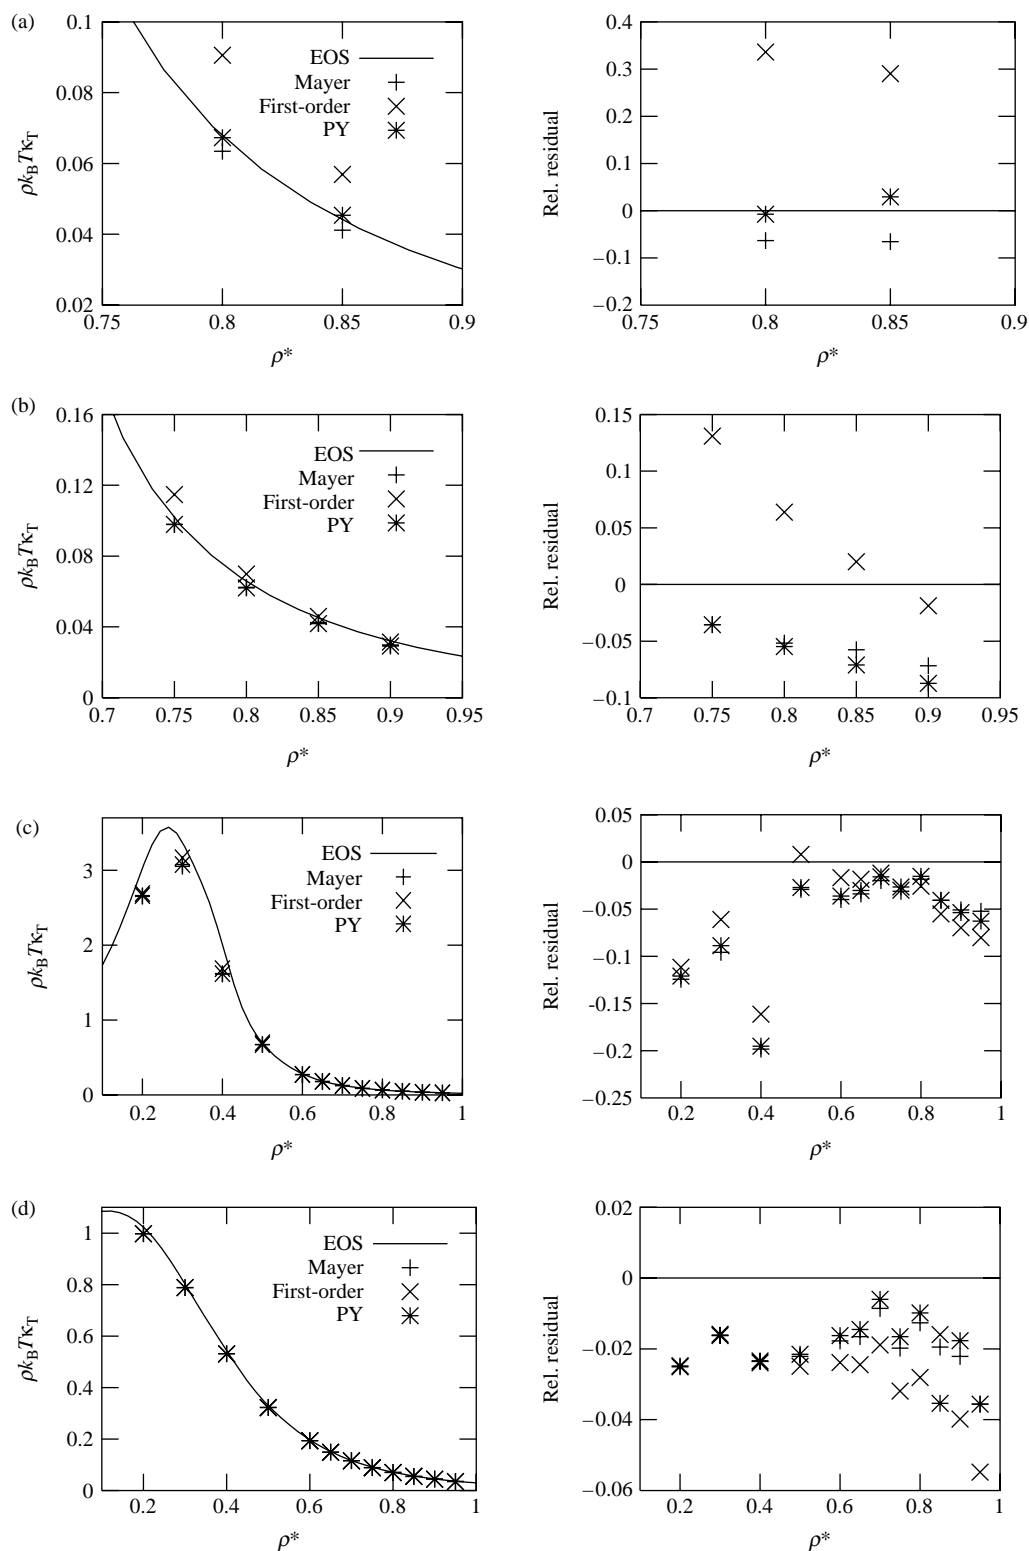 (a)
0.1
0.08
0.06
0.04
0.02
ρk_BTκ_T
EOS
Mayer
First-order
PY
0.75
0.8
0.85
0.9
ρ*
0.4
0.3
0.2
0.1
0
−0.1
−0.2
Rel. residual
0.75
0.8
0.85
0.9
ρ*
(b)
0.16
0.12
0.08
0.04
0
ρk_BTκ_T
EOS
Mayer
First-order
PY
0.7
0.75
0.8
0.85
0.9
0.95
ρ*
0.15
0.1
0.05
0
−0.05
−0.1
Rel. residual
0.7
0.75
0.8
0.85
0.9
0.95
ρ*
(c)
3
2
1
0
ρk_BTκ_T
EOS
Mayer
First-order
PY
0.2
0.4
0.6
0.8
1
ρ*
0.05
0
−0.05
−0.1
−0.15
−0.2
−0.25
Rel. residual
0.2
0.4
0.6
0.8
1
ρ*
(d)
1
0.8
0.6
0.4
0.2
0
ρk_BTκ_T
EOS
Mayer
First-order
PY
0.2
0.4
0.6
0.8
1
ρ*
0.02
0
−0.02
−0.04
−0.06
Rel. residual
0.2
0.4
0.6
0.8
1
ρ*